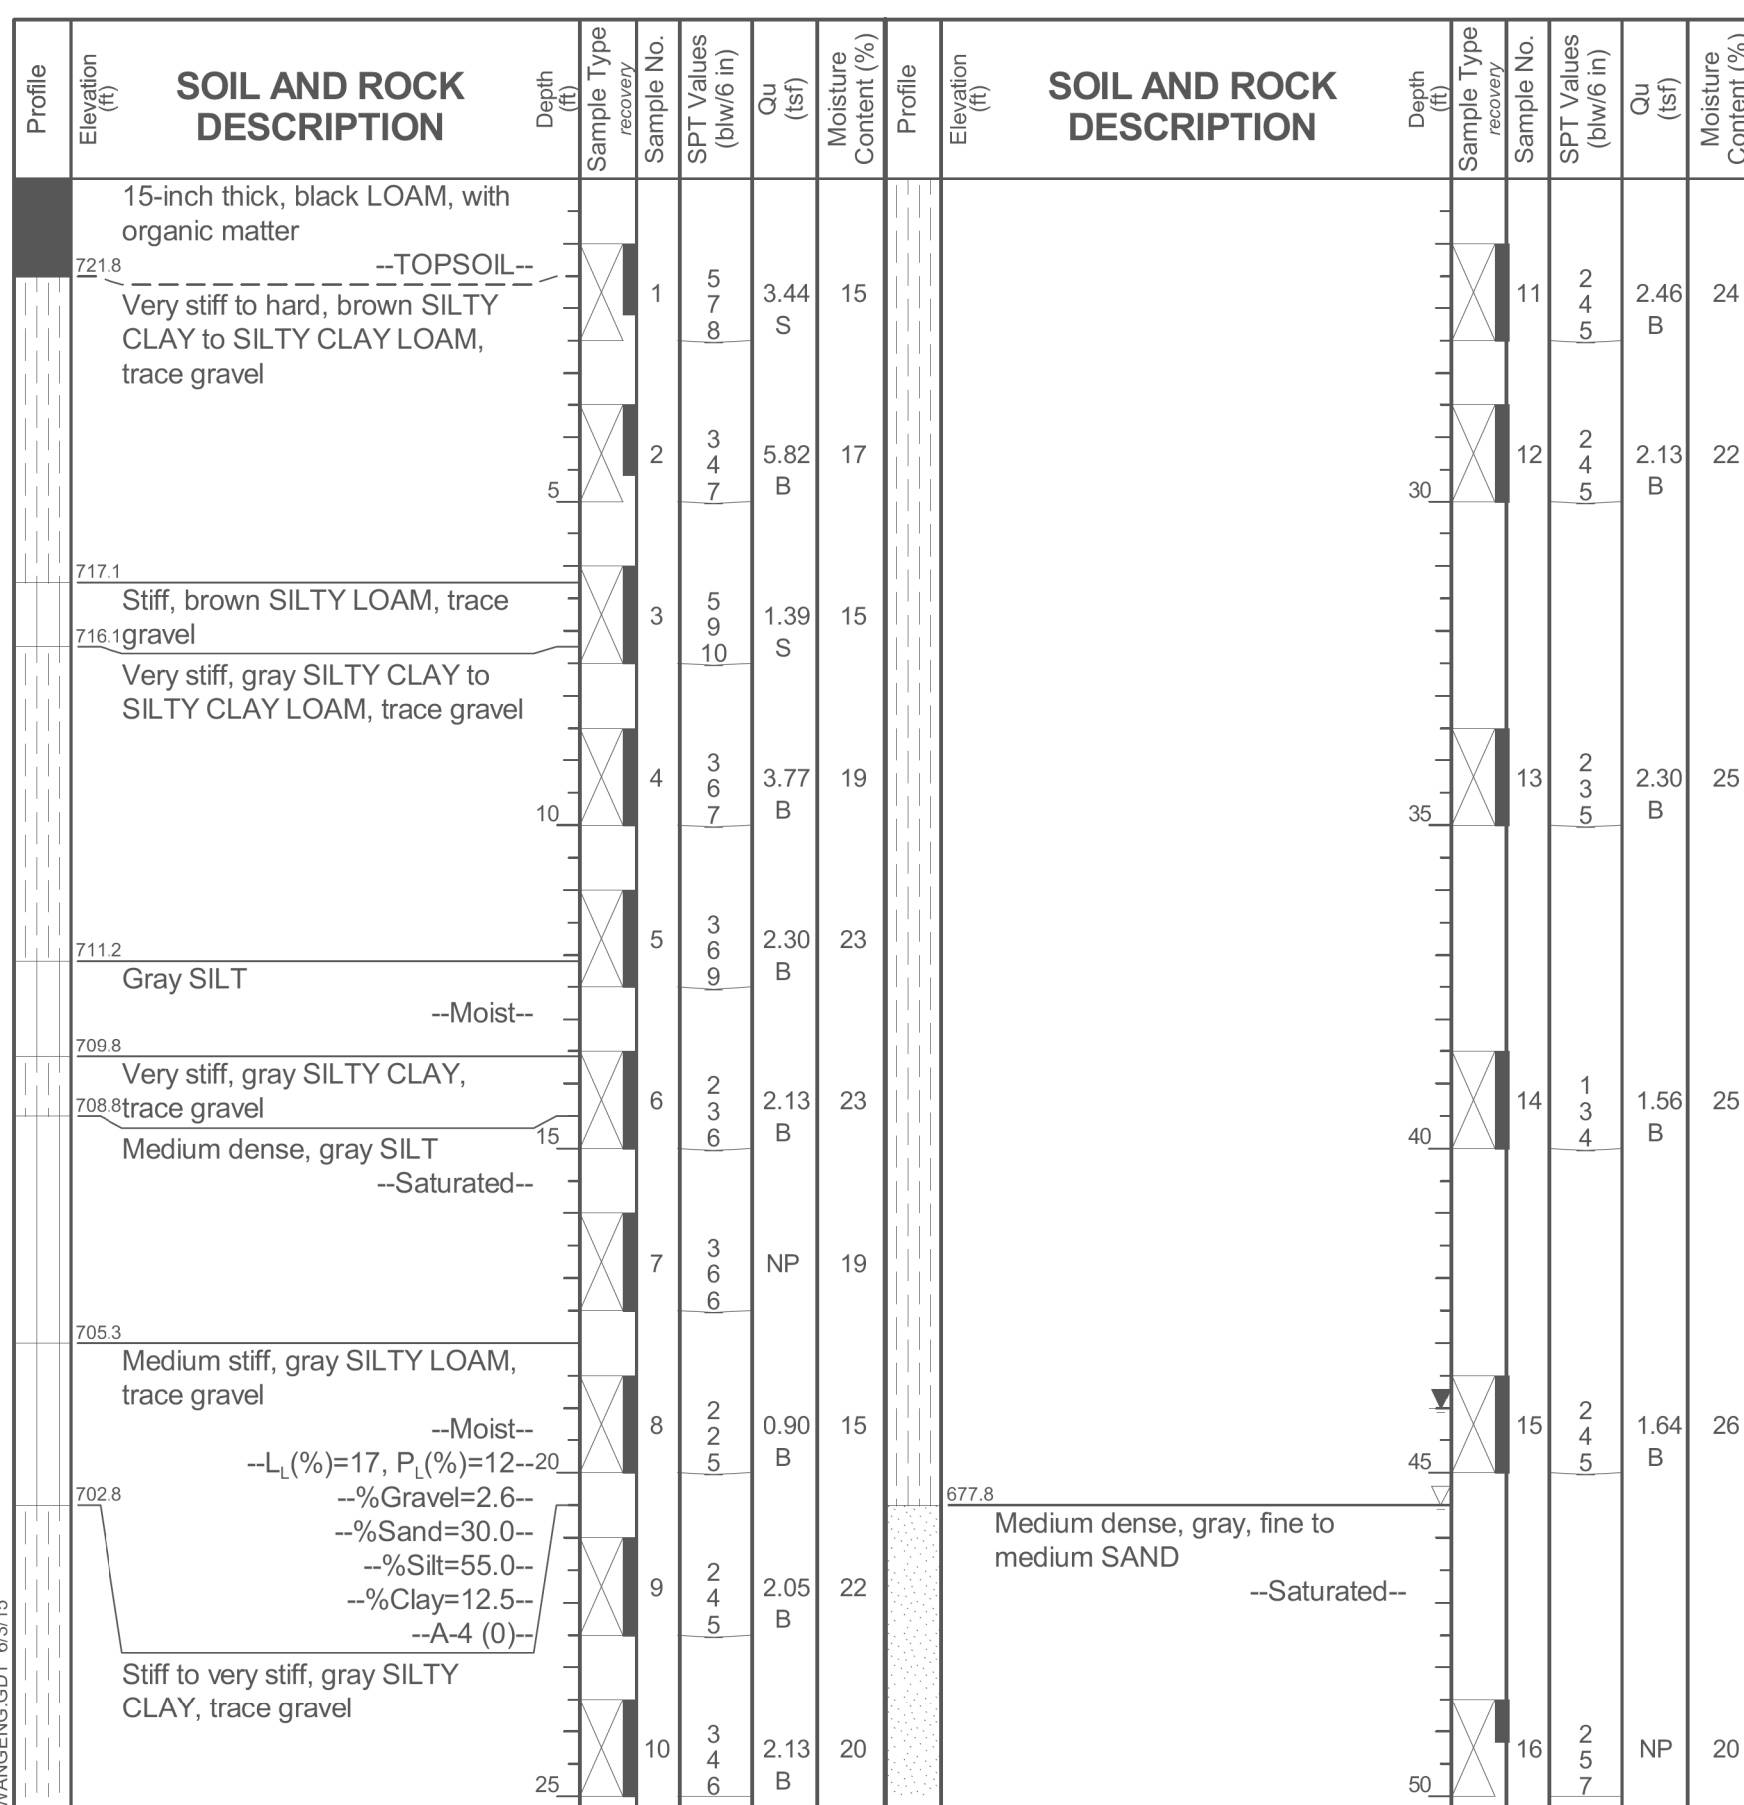 Profile
Elevation
(ft)
SOIL AND ROCK
DESCRIPTION
Depth
(ft)
Sample Type
recovery
Sample No.
SPT Values
(blw/6 in)
Qu
(tsf)
Moisture
Content (%)
Profile
Elevation
(ft)
SOIL AND ROCK
DESCRIPTION
Depth
(ft)
Sample Type
recovery
Sample No.
SPT Values
(blw/6 in)
Qu
(tsf)
Moisture
Content (%)
15-inch thick, black LOAM, with
organic matter
721.8 --TOPSOIL--
Very stiff to hard, brown SILTY
CLAY to SILTY CLAY LOAM,
trace gravel
1
5
7
8
3.44
S
15
2
3
4
7
5.82
B
17
5
717.1
Stiff, brown SILTY LOAM, trace
716.1 gravel
3
5
9
10
1.39
S
15
Very stiff, gray SILTY CLAY to
SILTY CLAY LOAM, trace gravel
4
3
6
7
3.77
B
19
10
5
3
6
9
2.30
B
23
711.2
Gray SILT
--Moist--
709.8
Very stiff, gray SILTY CLAY,
708.8 trace gravel
6
2
3
6
2.13
B
23
15
Medium dense, gray SILT
--Saturated--
7
3
6
6
NP
19
705.3
Medium stiff, gray SILTY LOAM,
trace gravel
--Moist--
--LL(%)=17, PL(%)=12--20
8
2
2
5
0.90
B
15
702.8 --%Gravel=2.6--
--%Sand=30.0--
--%Silt=55.0--
--%Clay=12.5--
--A-4 (0)--
9
2
4
5
2.05
B
22
Stiff to very stiff, gray SILTY
CLAY, trace gravel
10
3
4
6
2.13
B
20
25
11
2
4
5
2.46
B
24
12
2
4
5
2.13
B
22
30
13
2
3
5
2.30
B
25
35
14
1
3
4
1.56
B
25
40
15
2
4
5
1.64
B
26
45
677.8
Medium dense, gray, fine to
medium SAND
--Saturated--
16
2
5
7
NP
20
50
WANGENG.GDT 6/3/15